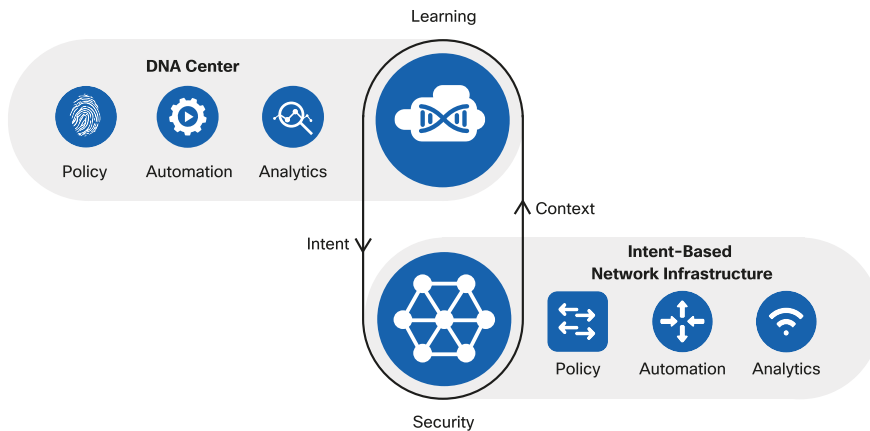 Learning
DNA Center
Policy
Automation
Analytics
Context
Intent
Intent-Based
Network Infrastructure
Policy
Automation
Analytics
Security